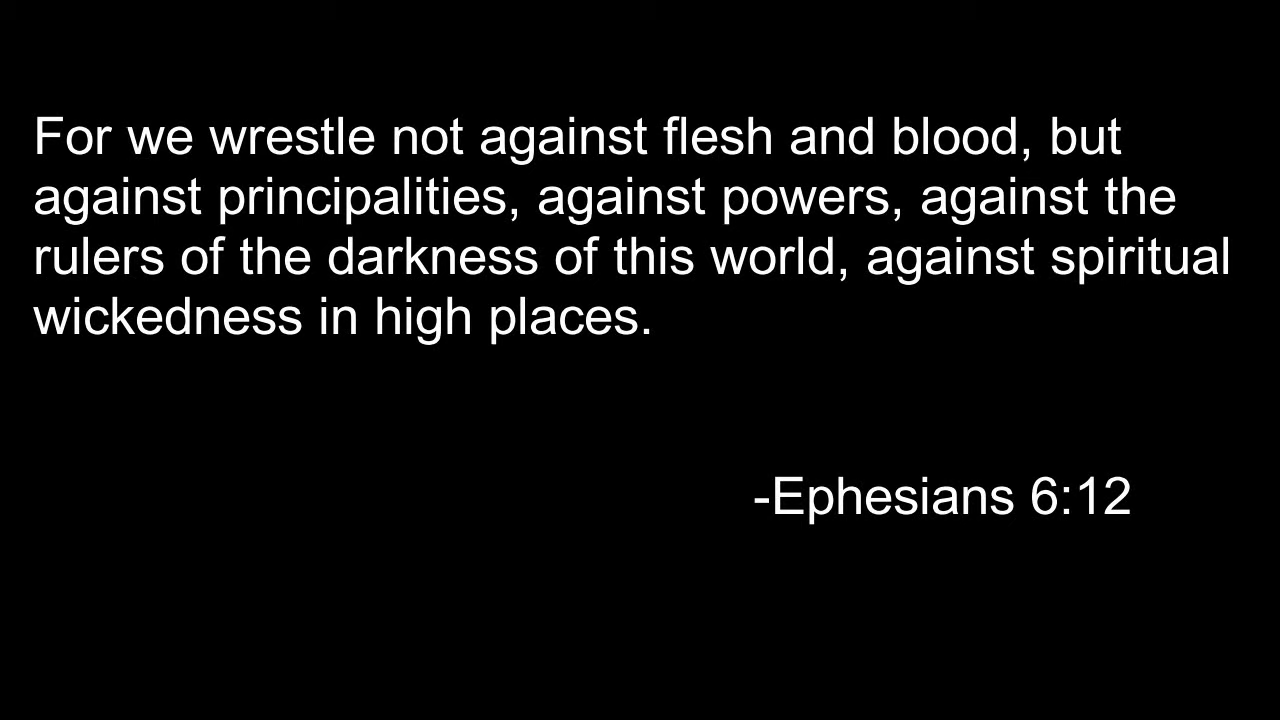 For we wrestle not against flesh and blood, but
against principalities, against powers, against the
rulers of the darkness of this world, against spiritual
wickedness in high places.
-Ephesians 6:12